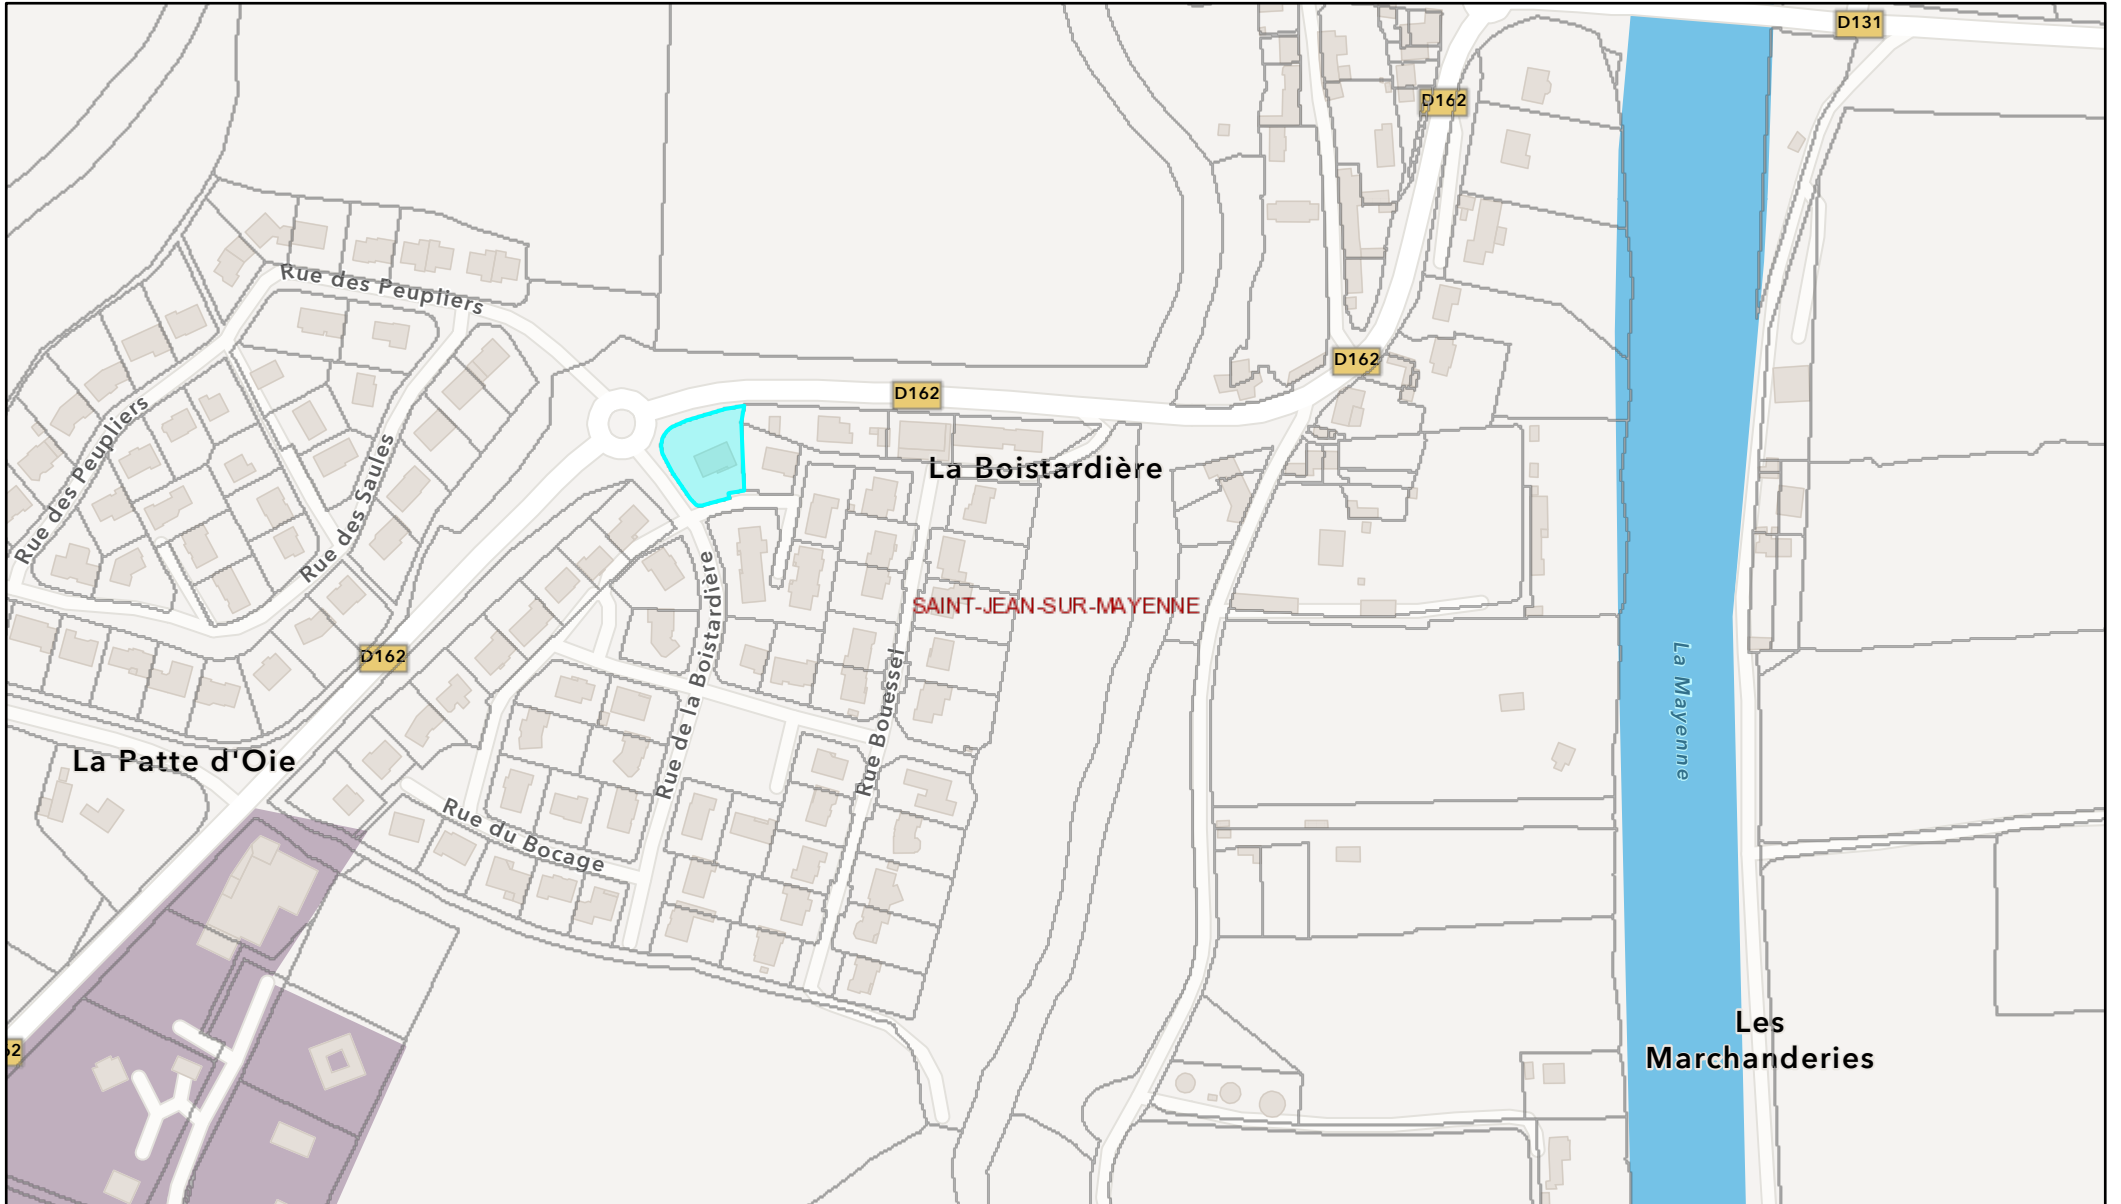 D131
D162
Rue des Peupliers
D162
D162
Rue des Peupliers
Rue des Saules
La Boistardière
SAINT-JEAN-SUR-MAYENNE
Rue de la Boistardière
D162
Rue Bouessel
La Mayenne
La Patte d'Oie
Rue du Bocage
Les
Marchanderies
62